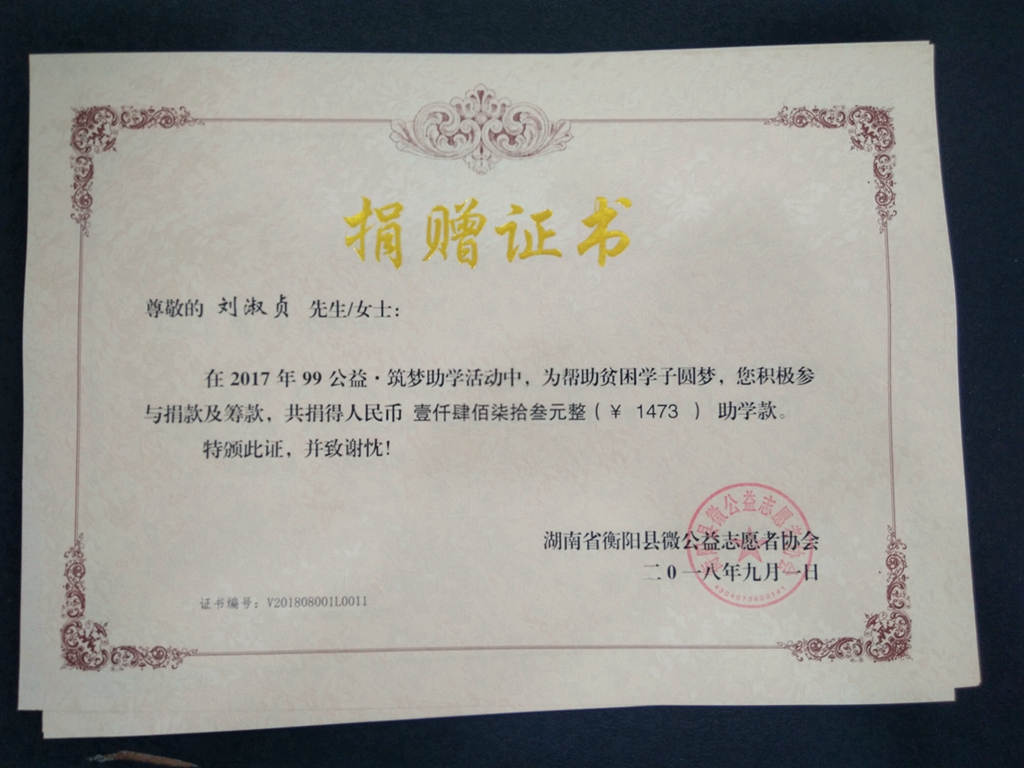 捐赠证书
尊敬的 刘淑贞 先生/女士：
在 2017 年 99 公益·筑梦助学活动中，为帮助贫困学子圆梦，您积极参
与捐款及筹款，共捐得人民币 壹仟肆佰柒拾叁元整（￥ 1473 ） 助学款。
特颁此证，并致谢忱！
湖南省衡阳县微公益志愿者协会
二0一八年九月一日
证书编号：V201808001L0011